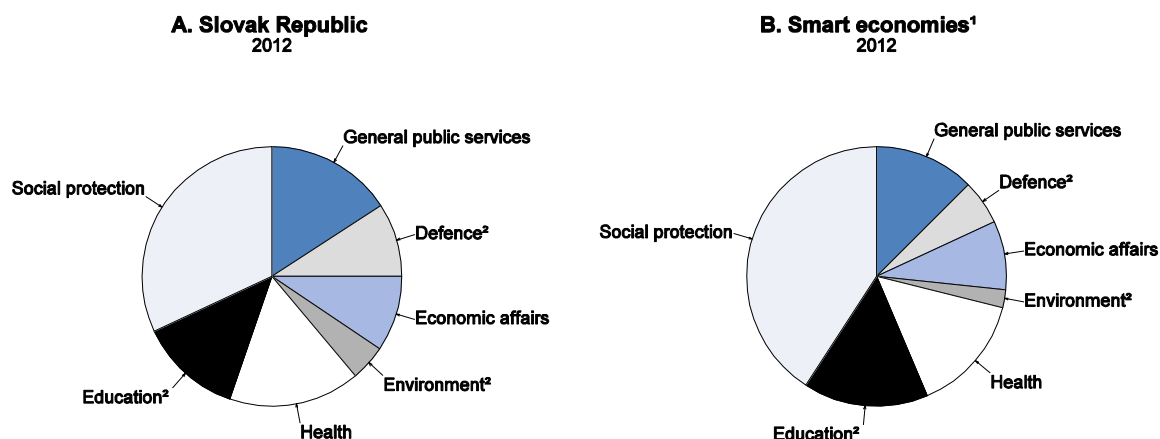 A. Slovak Republic
2012
General public services
Social protection
Defence²
Economic affairs
Environment²
Education²
Health
B. Smart economies¹
2012
General public services
Defence²
Social protection
Economic affairs
Environment²
Health
Education²